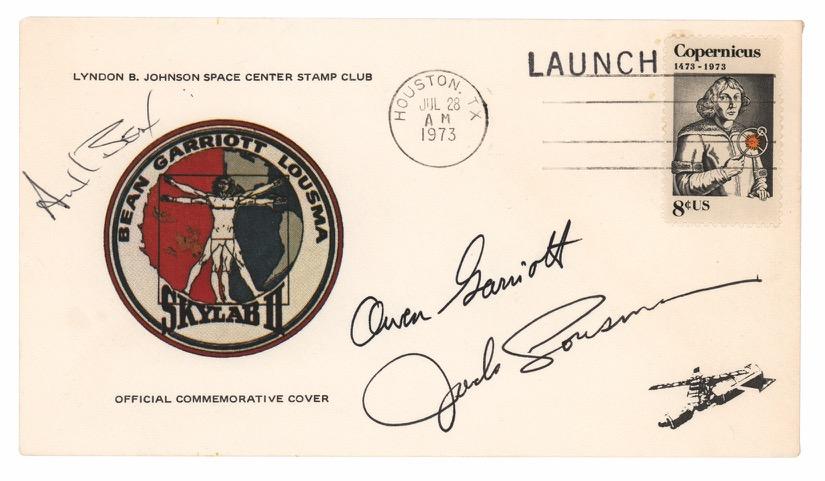 LYNDON B. JOHNSON SPACE CENTER STAMP CLUB
HOUSTON, TX
JUL 28
AM
1973
LAUNCH
Copernicus
1473-1973
8¢US
BEAN GARRIOTT LOUSMA
SKYLAB II
Owen Garriott
Jack Lousma
OFFICIAL COMMEMORATIVE COVER